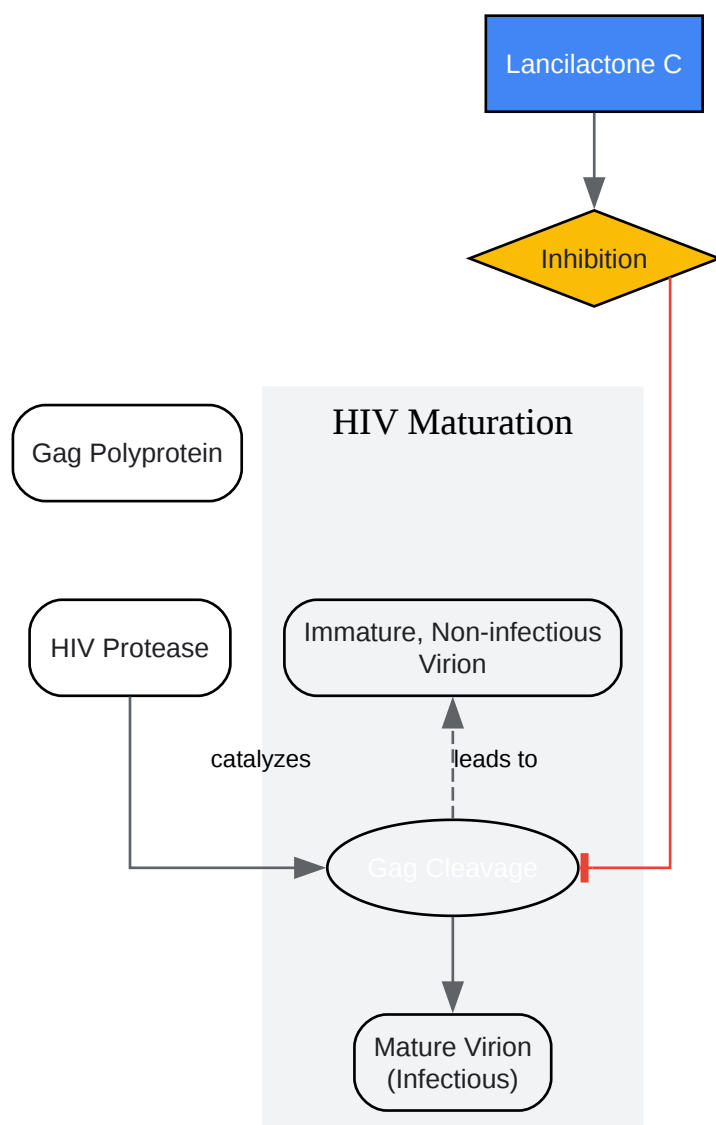 Lancilactone C
Inhibition
HIV Maturation
Gag Polyprotein
HIV Protease
Immature, Non-infectious
Virion
catalyzes
leads to
Gag Cleavage
Mature Virion
(Infectious)